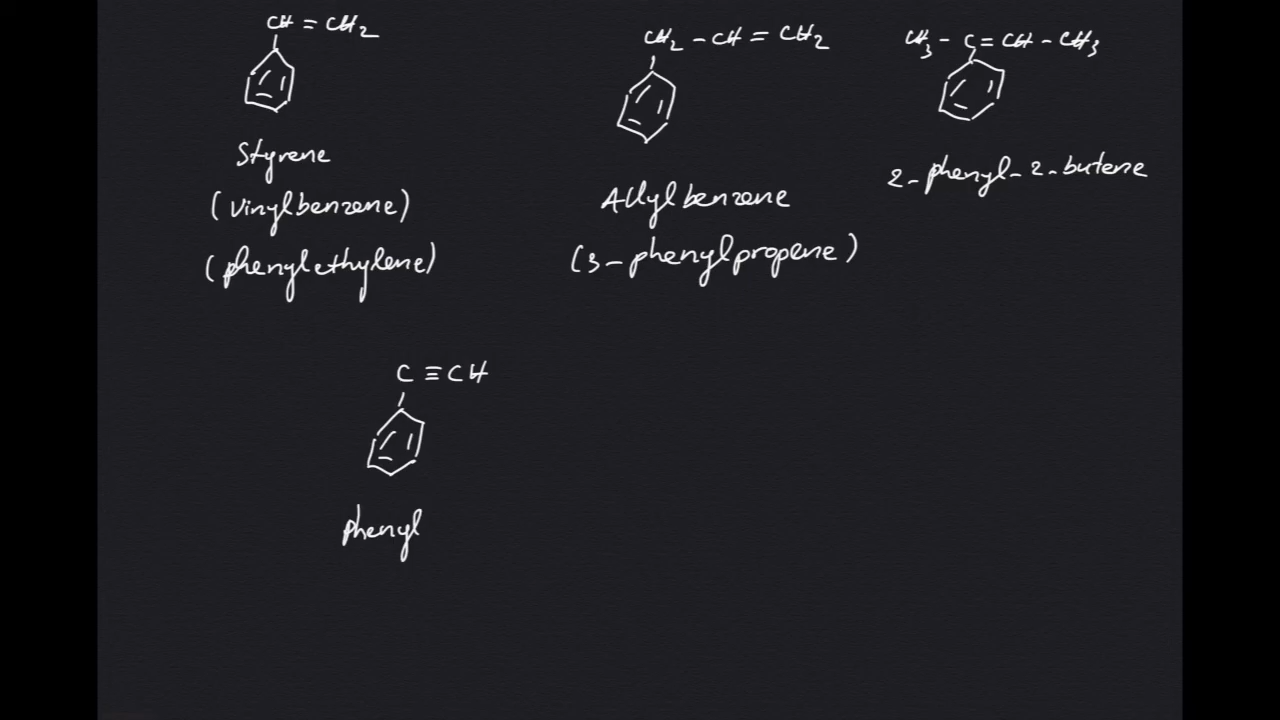 CH = CH₂
Styrene
(vinylbenzene)
(phenylethylene)
CH₂ - CH = CH₂
Allylbenzene
(3-phenylpropene)
CH₃ - C = CH - CH₃
2-phenyl-2-butene
C ≡ CH
phenyl